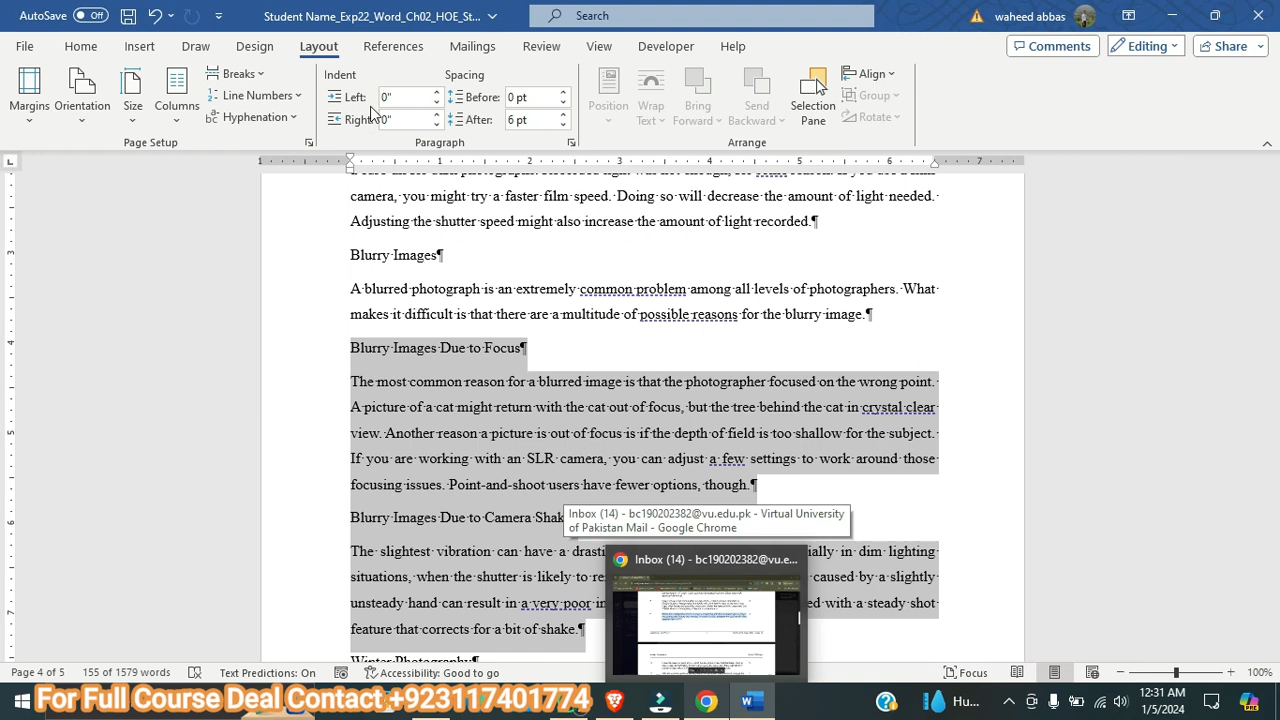 Student Name_Exp22_Word_Ch02_HOE_St...
Search
waheed abbas
File Home Insert Draw Design Layout References Mailings Review View Developer Help
Comments Editing Share
Margins Orientation Size Columns
Breaks
Line Numbers
Hyphenation
Page Setup
Indent
Left: 0"
Right: 0"
Spacing
Before: 0 pt
After: 6 pt
Paragraph
Position Wrap Text Bring Forward Send Backward Selection Pane
Align
Group
Rotate
Arrange
1 1 2 3 4 5 6 7
camera, you might try a faster film speed. Doing so will decrease the amount of light needed.
Adjusting the shutter speed might also increase the amount of light recorded.¶
Blurry Images¶
A blurred photograph is an extremely common problem among all levels of photographers. What
makes it difficult is that there are a multitude of possible reasons for the blurry image.¶
Blurry Images Due to Focus¶
The most common reason for a blurred image is that the photographer focused on the wrong point.
A picture of a cat might return with the cat out of focus, but the tree behind the cat in crystal clear
view. Another reason a picture is out of focus is if the depth of field is too shallow for the subject.
If you are working with an SLR camera, you can adjust a few settings to work around those
focusing issues. Point-and-shoot users have fewer options, though.¶
Blurry Images Due to Camera Shak
Inbox (14) - bc190202382@vu.edu.pk - Virtual University
of Pakistan Mail - Google Chrome
Inbox (14) - bc190202382@vu.e...
The slightest vibration can have a drasti ially in dim lighting
situations, when the shutter is likely to re caused by a slightly
unsteady hand can result in a very poor in d with steady shot
feature that corrects for a bit of shake.¶
Winter Photography¶
4 of 5 155 of 1579 words Text Predictions: On Accessibility: Good to go Focus 100%
For Full Course Deal Contact +923117401774
Hu...
12:31 AM
1/5/2024